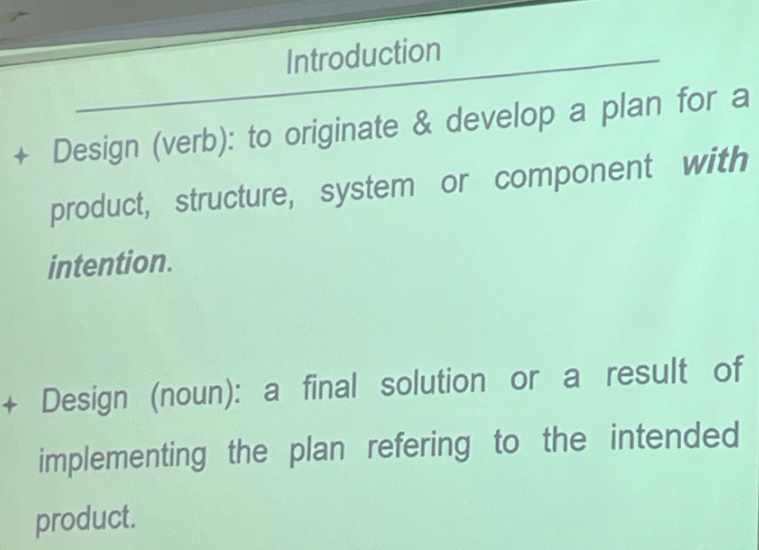 Introduction
Design (verb): to originate & develop a plan for a
product, structure, system or component with
intention.
Design (noun): a final solution or a result of
implementing the plan refering to the intended
product.